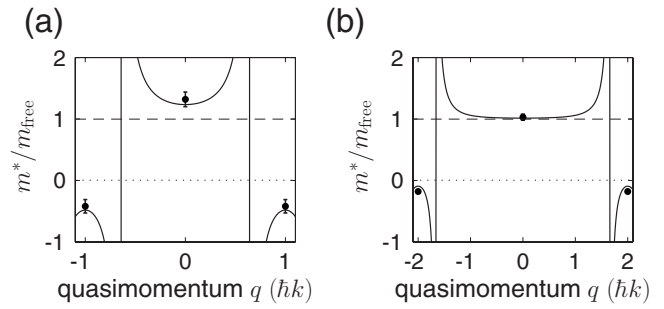 (a)
(b)
2
1
0
-1
m*/m_free
-1 0 1
quasimomentum q (ħk)
2
1
0
-1
m*/m_free
-2 -1 0 1 2
quasimomentum q (ħk)